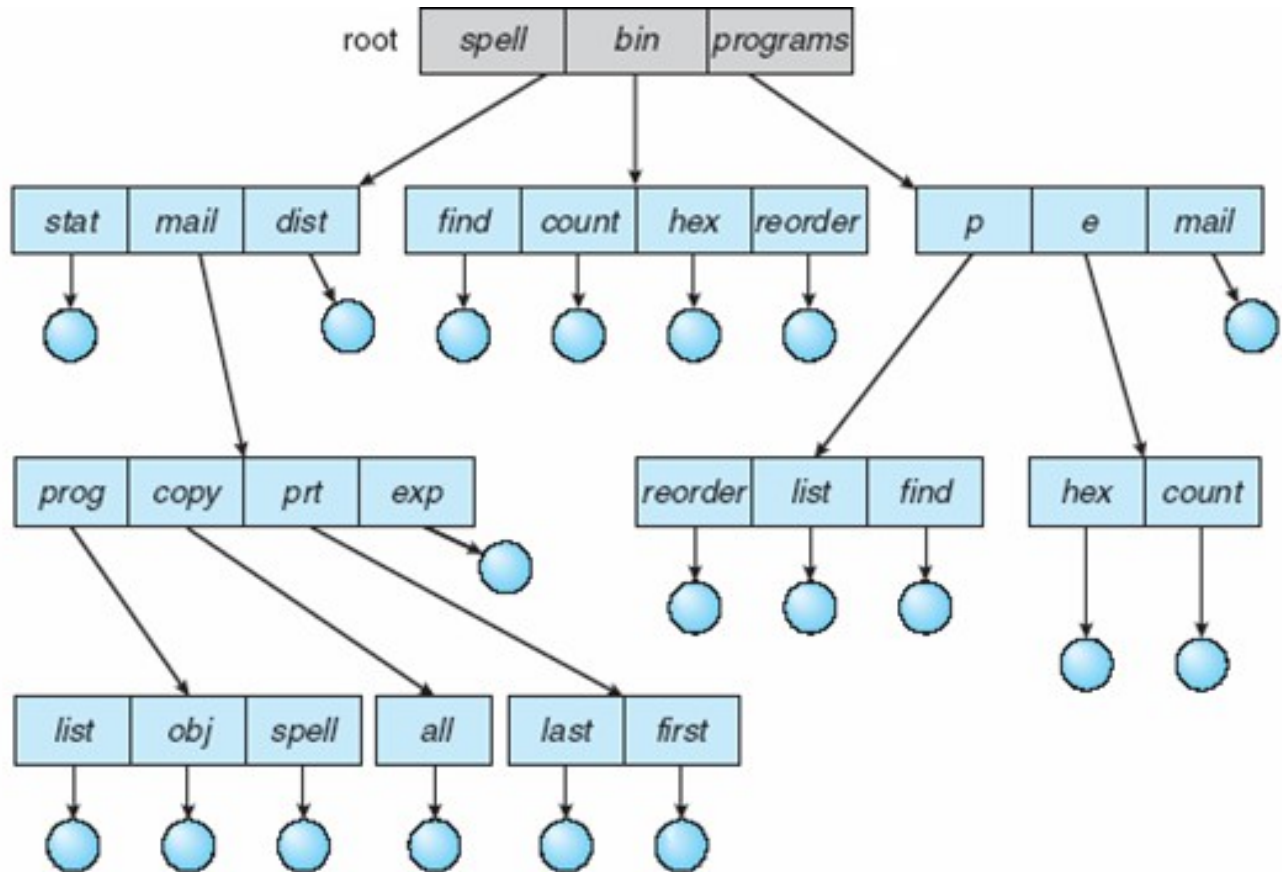 root spell bin programs
stat mail dist find count hex reorder p e mail
prog copy prt exp reorder list find hex count
list obj spell all last first